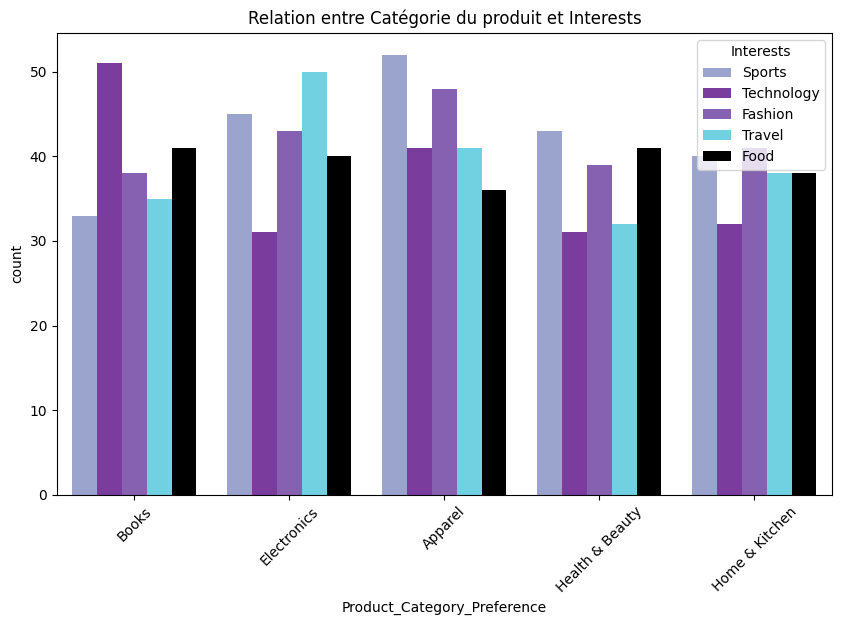 Relation entre Catégorie du produit et Interests
Interests
Sports
Technology
Fashion
Travel
Food
50
40
30
20
10
0
count
Books
Electronics
Apparel
Health & Beauty
Home & Kitchen
Product_Category_Preference